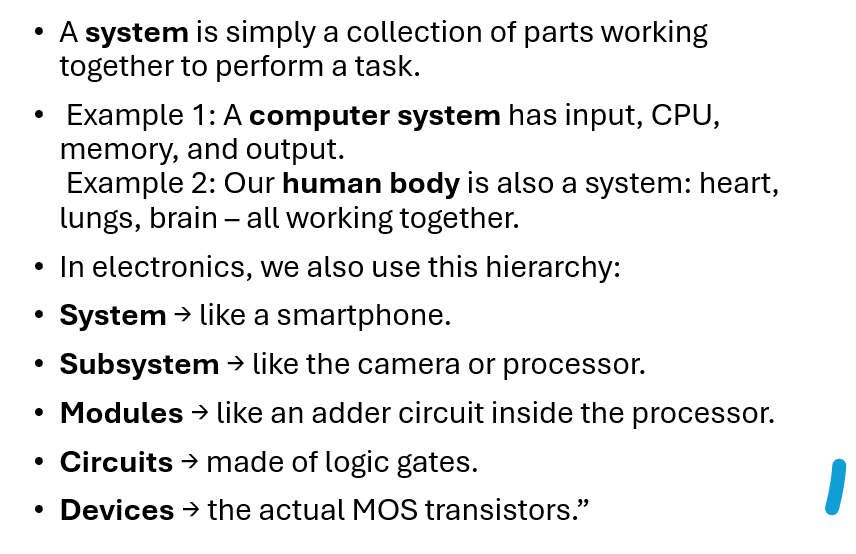 • A system is simply a collection of parts working
together to perform a task.
• Example 1: A computer system has input, CPU,
memory, and output.
Example 2: Our human body is also a system: heart,
lungs, brain – all working together.
• In electronics, we also use this hierarchy:
• System → like a smartphone.
• Subsystem → like the camera or processor.
• Modules → like an adder circuit inside the processor.
• Circuits → made of logic gates.
• Devices → the actual MOS transistors.”